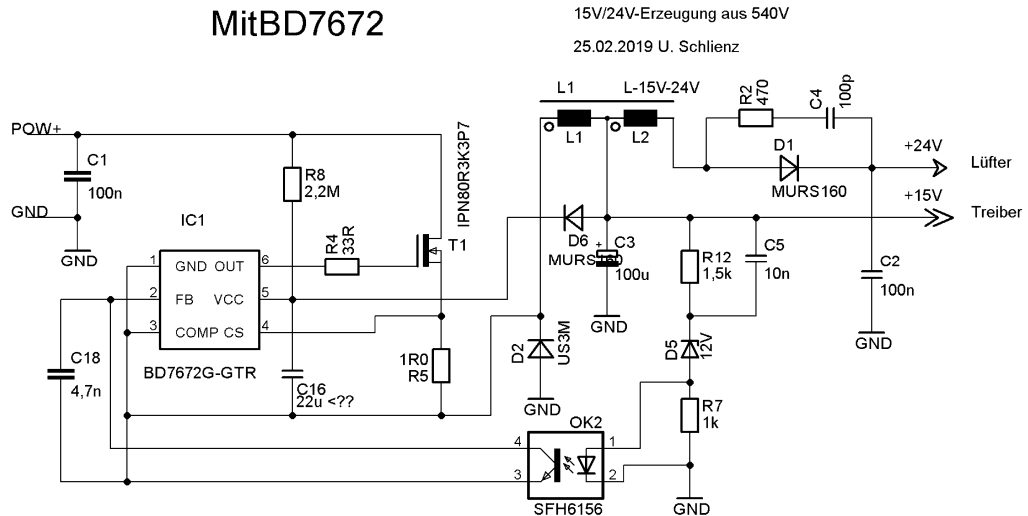 MitBD7672
15V/24V-Erzeugung aus 540V
25.02.2019 U. Schlienz
L1 L-15V-24V
L1 L2
R2
470
C4
100p
POW+
C1
100n
GND
GND
R8
2,2M
IPN80R3K3P7
T1
D1
MURS160
+24V
Lüfter
+15V
Treiber
IC1
R4
33R
D6
MURS160
C3
+
100u
GND
R12
1,5k
C5
10n
C2
100n
GND
1 GND OUT 6
2 FB VCC 5
3 COMP CS 4
BD7672G-GTR
C18
4,7n
C16
22u <??
1R0
R5
D2
US3M
GND
D5
12V
R7
1k
OK2
4 1
3 2
SFH6156
GND